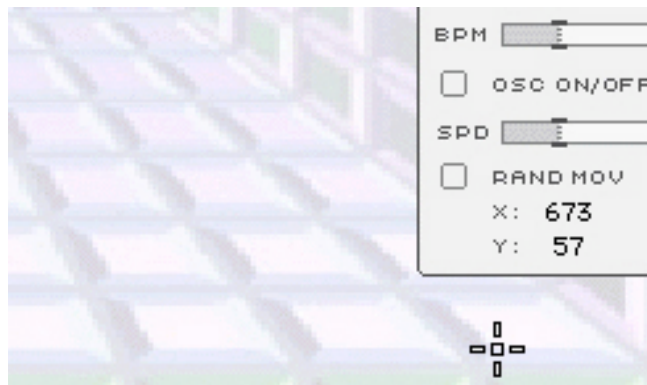 BPM
OSC ON/OFF
SPD
RAND MOV
X: 673
Y: 57